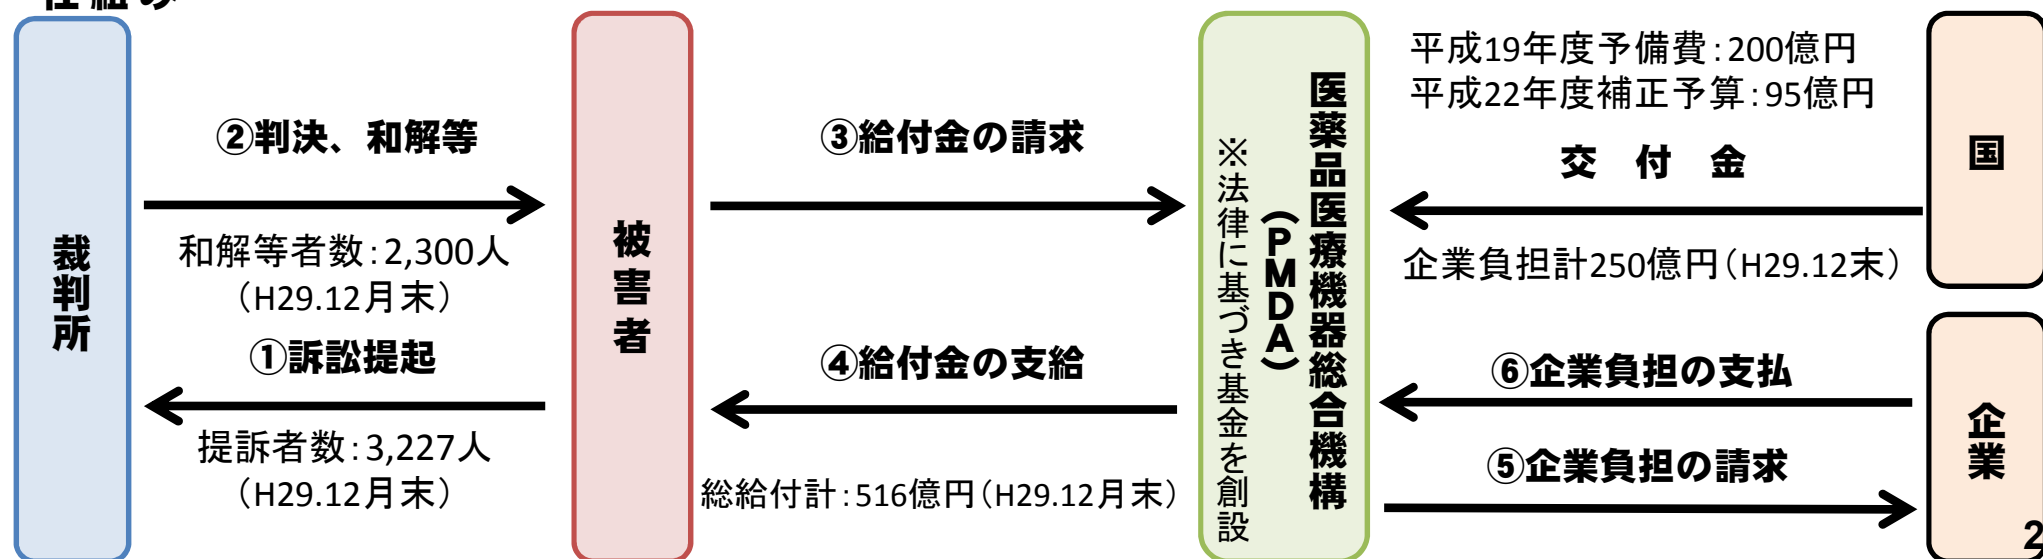 仕組み
裁判所
②判決、和解等
和解等者数:2,300人
(H29.12月末)
①訴訟提起
提訴者数:3,227人
(H29.12月末)
被害者
③給付金の請求
④給付金の支給
総給付計:516億円(H29.12月末)
医薬品医療機器総合機構
(PMDA)
※法律に基づき基金を創設
平成19年度予備費:200億円
平成22年度補正予算:95億円
交 付 金
企業負担計250億円(H29.12末)
⑥企業負担の支払
⑤企業負担の請求
国
企業
2